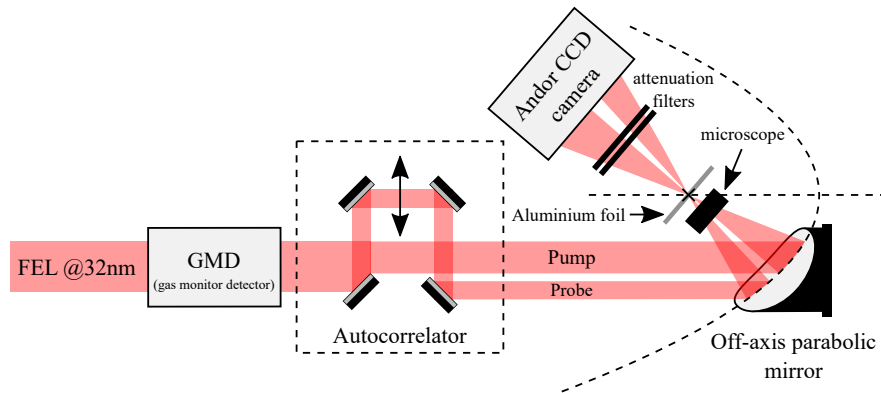 Andor CCD
camera
attenuation
filters
microscope
Aluminium foil
FEL @32nm
GMD
(gas monitor detector)
Pump
Probe
Autocorrelator
Off-axis parabolic
mirror